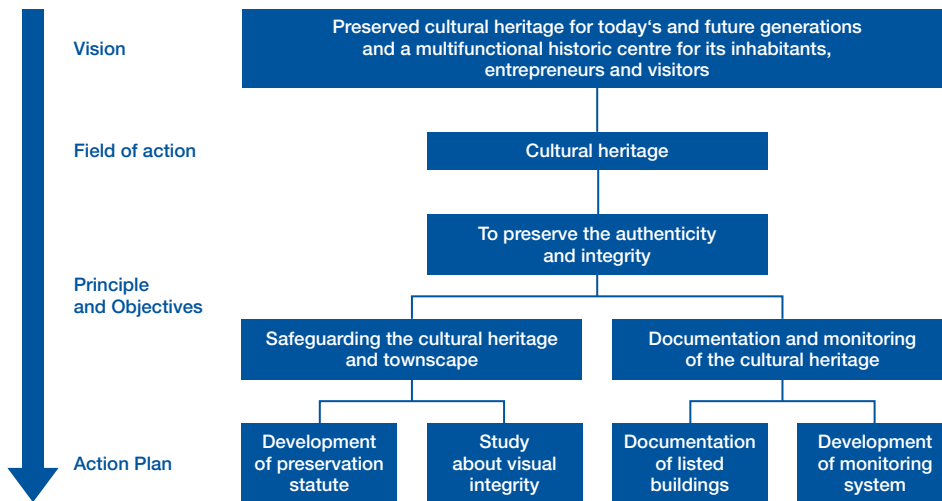 Vision
Preserved cultural heritage for today‘s and future generations
and a multifunctional historic centre for its inhabitants,
entrepreneurs and visitors
Field of action
Cultural heritage
To preserve the authenticity
and integrity
Principle
and Objectives
Safeguarding the cultural heritage
and townscape
Documentation and monitoring
of the cultural heritage
Action Plan
Development
of preservation
statute
Study
about visual
integrity
Documentation
of listed
buildings
Development
of monitoring
system